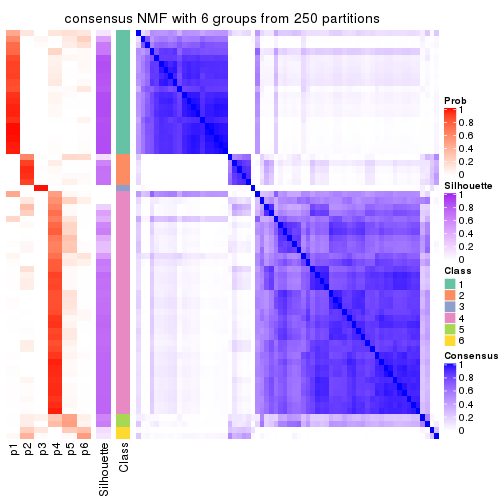 consensus NMF with 6 groups from 250 partitions
Prob
1
0.8
0.6
0.4
0.2
0
Silhouette
1
0.8
0.6
0.4
0.2
0
Class
1
2
3
4
5
6
Consensus
1
0.8
0.6
0.4
0.2
0
p1
p2
p3
p4
p5
p6
Silhouette
Class